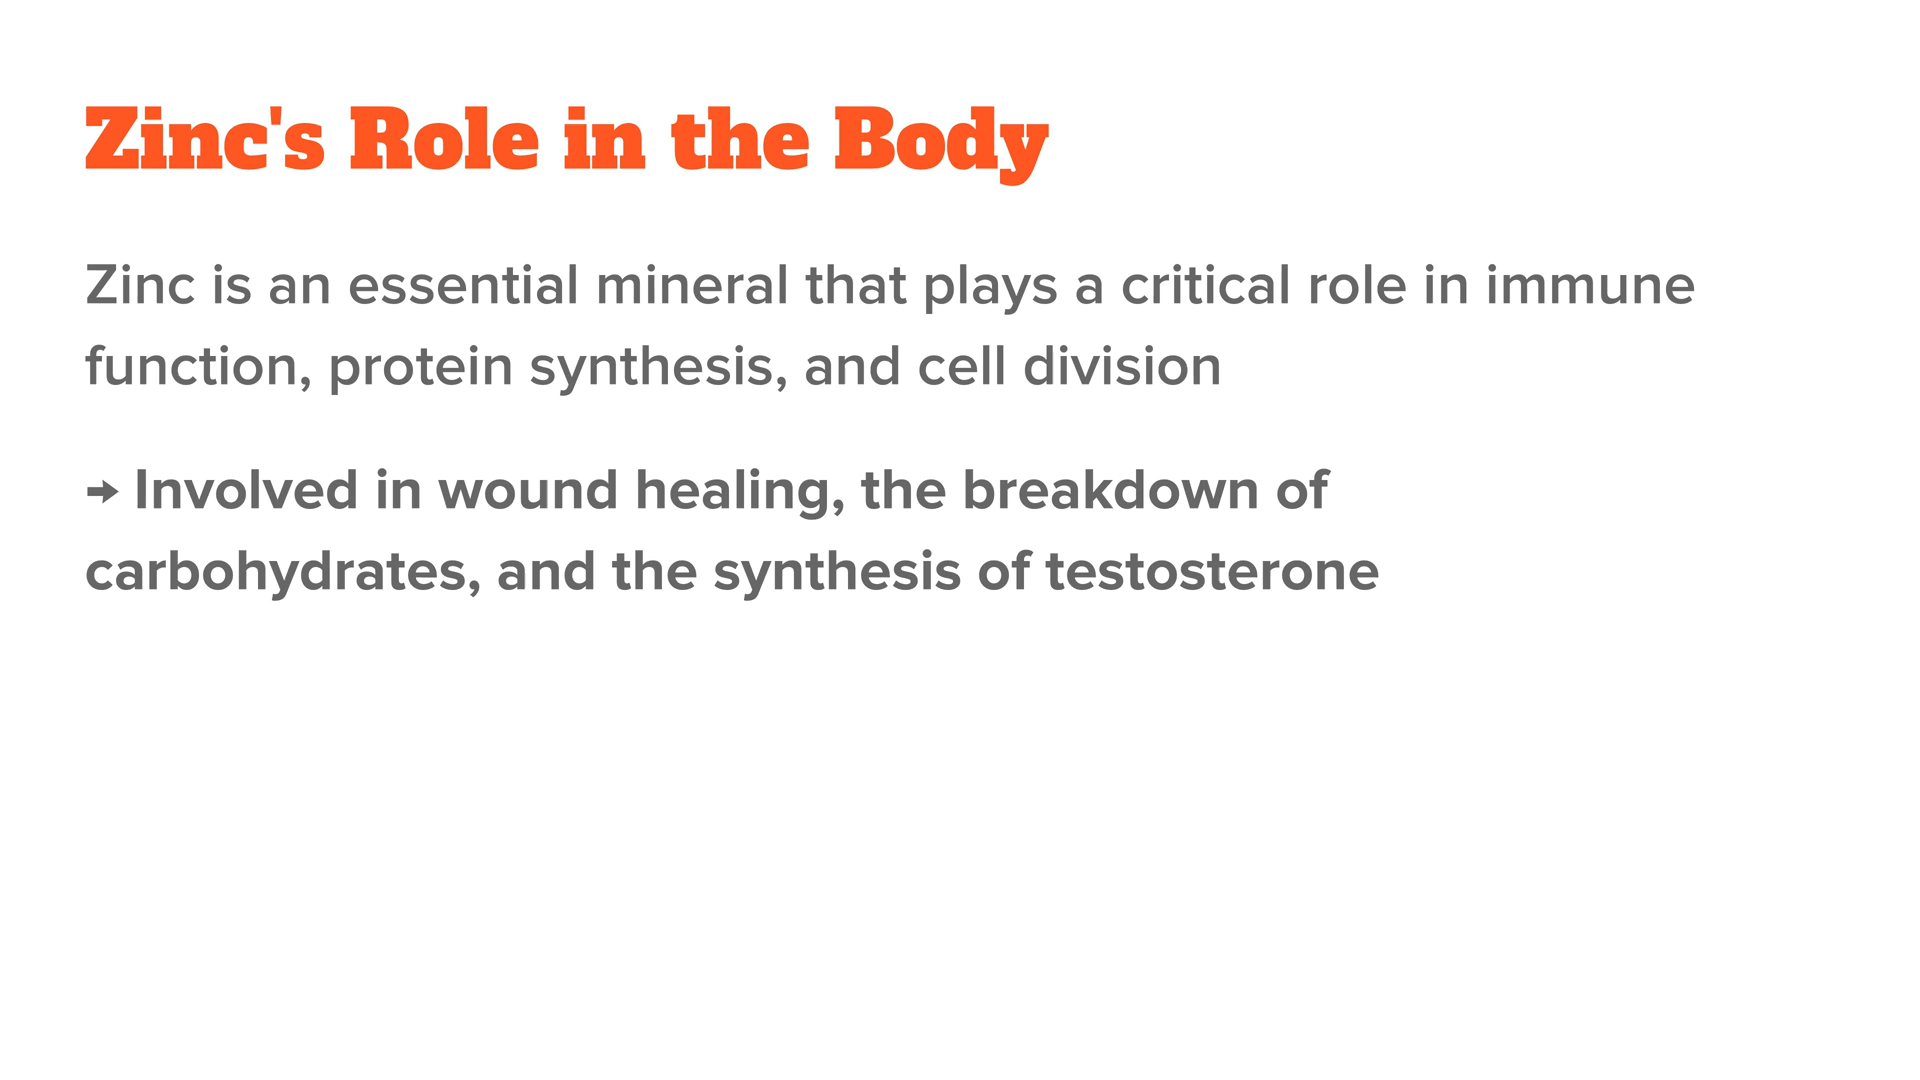 Zinc's Role in the Body
Zinc is an essential mineral that plays a critical role in immune
function, protein synthesis, and cell division
→ Involved in wound healing, the breakdown of
carbohydrates, and the synthesis of testosterone